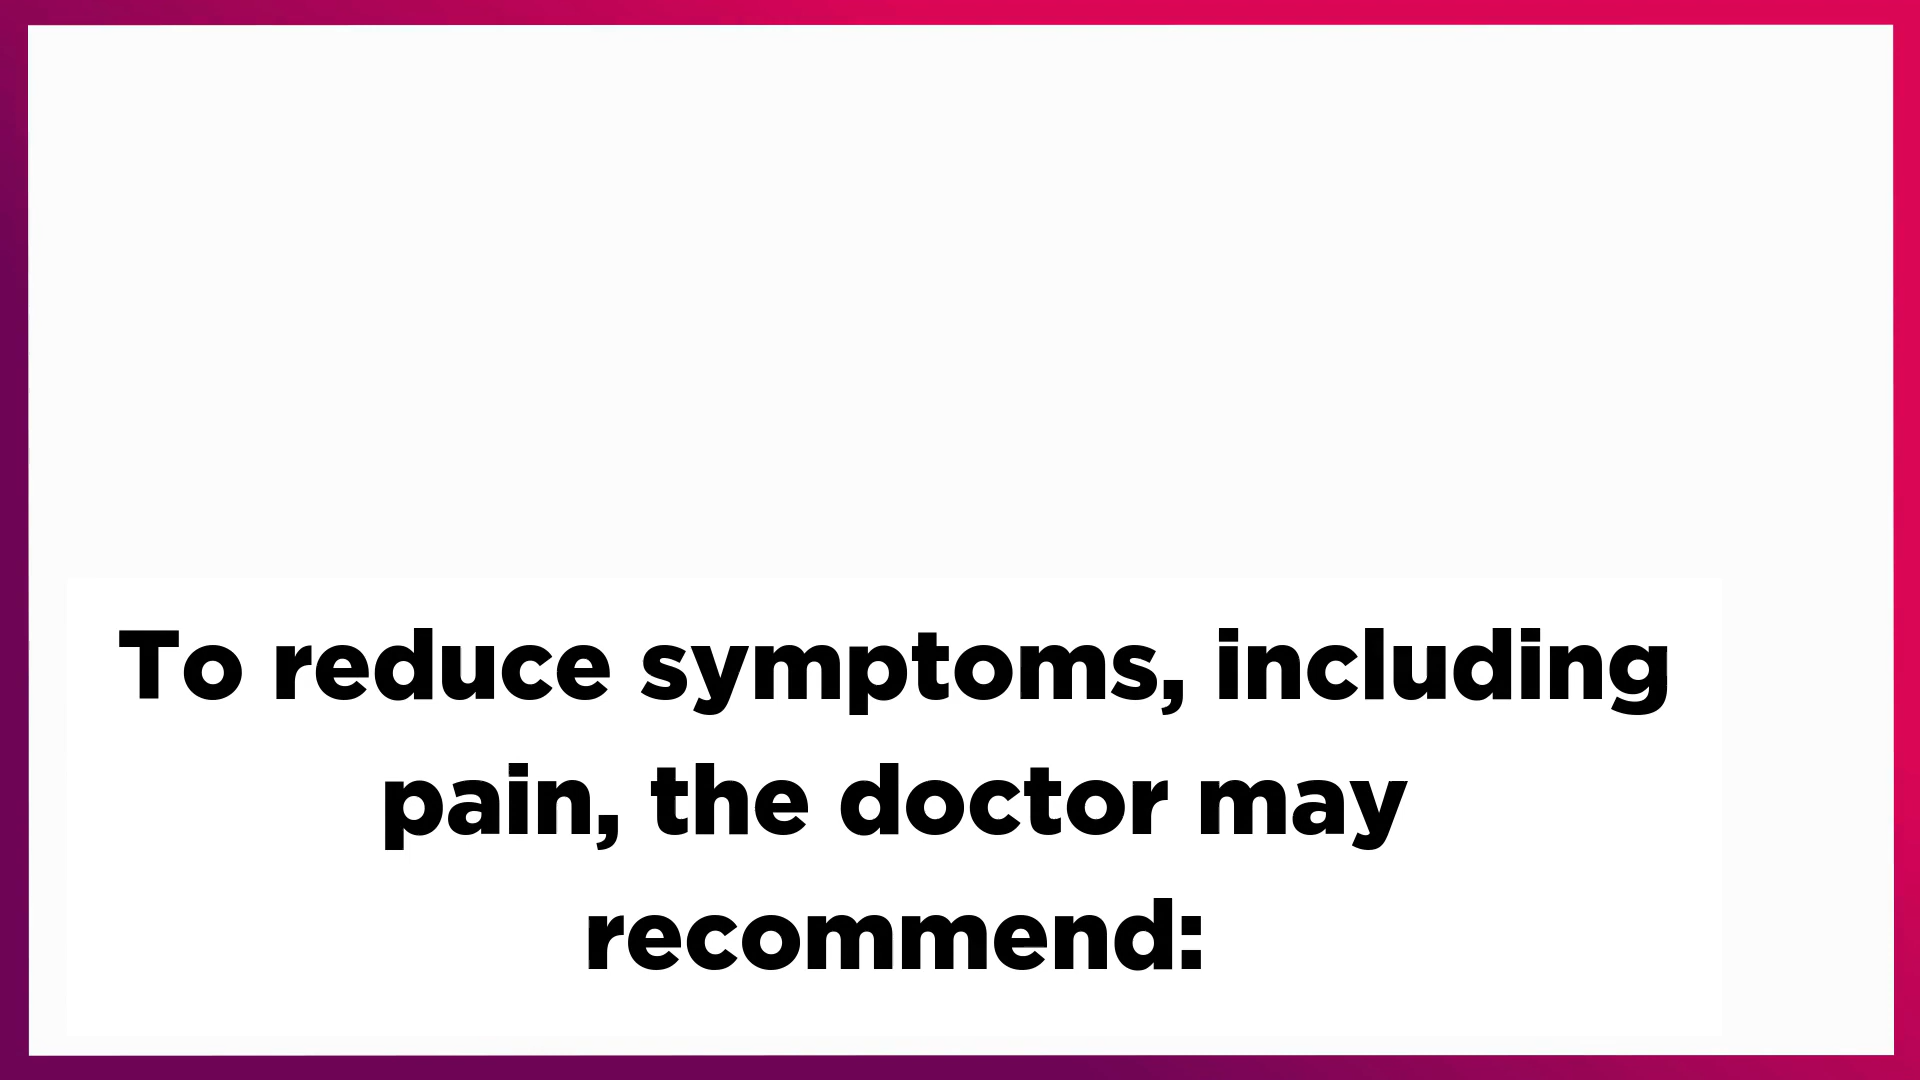 To reduce symptoms, including
pain, the doctor may
recommend: